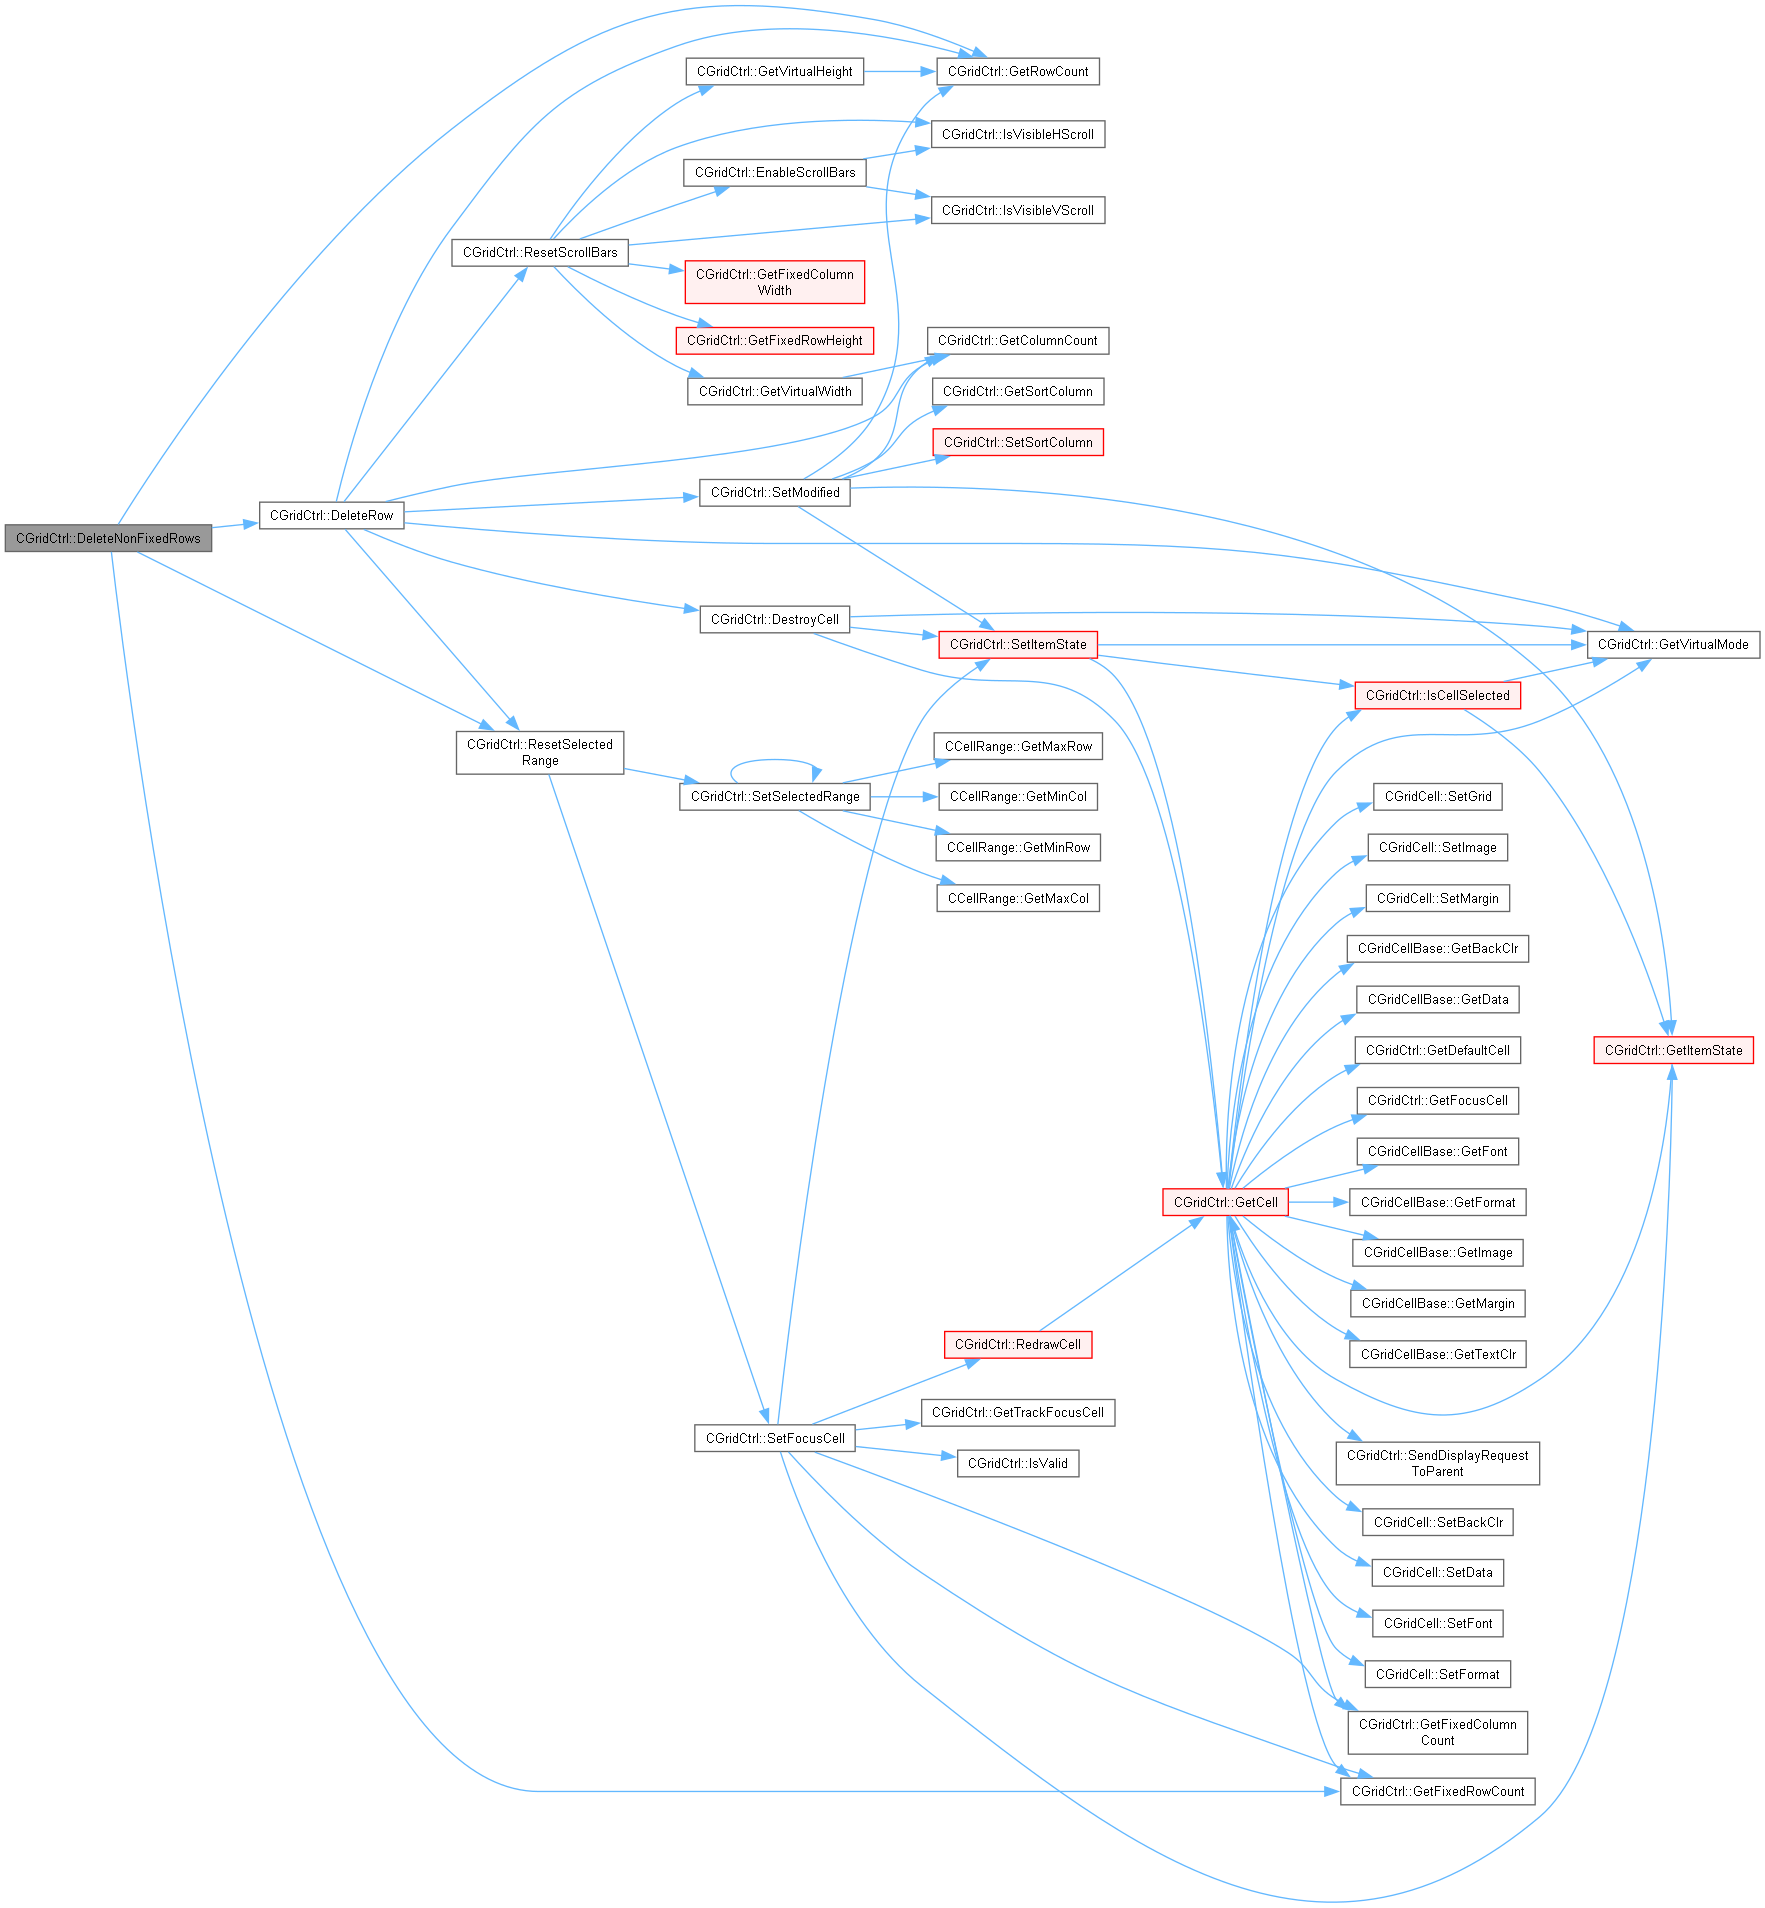 CGridCtrl::DeleteNonFixedRows
CGridCtrl::DeleteRow
CGridCtrl::ResetScrollBars
CGridCtrl::ResetSelected
Range
CGridCtrl::GetVirtualHeight
CGridCtrl::EnableScrollBars
CGridCtrl::GetFixedColumn
Width
CGridCtrl::GetFixedRowHeight
CGridCtrl::GetVirtualWidth
CGridCtrl::SetModified
CGridCtrl::DestroyCell
CGridCtrl::SetSelectedRange
CGridCtrl::SetFocusCell
CGridCtrl::GetRowCount
CGridCtrl::IsVisibleHScroll
CGridCtrl::IsVisibleVScroll
CGridCtrl::GetColumnCount
CGridCtrl::GetSortColumn
CGridCtrl::SetSortColumn
CGridCtrl::SetItemState
CCellRange::GetMaxRow
CCellRange::GetMinCol
CCellRange::GetMinRow
CCellRange::GetMaxCol
CGridCtrl::RedrawCell
CGridCtrl::GetTrackFocusCell
CGridCtrl::IsValid
CGridCtrl::GetCell
CGridCtrl::IsCellSelected
CGridCell::SetGrid
CGridCell::SetImage
CGridCell::SetMargin
CGridCellBase::GetBackClr
CGridCellBase::GetData
CGridCtrl::GetDefaultCell
CGridCtrl::GetFocusCell
CGridCellBase::GetFont
CGridCellBase::GetFormat
CGridCellBase::GetImage
CGridCellBase::GetMargin
CGridCellBase::GetTextClr
CGridCtrl::SendDisplayRequest
ToParent
CGridCell::SetBackClr
CGridCell::SetData
CGridCell::SetFont
CGridCell::SetFormat
CGridCtrl::GetFixedColumn
Count
CGridCtrl::GetFixedRowCount
CGridCtrl::GetVirtualMode
CGridCtrl::GetItemState